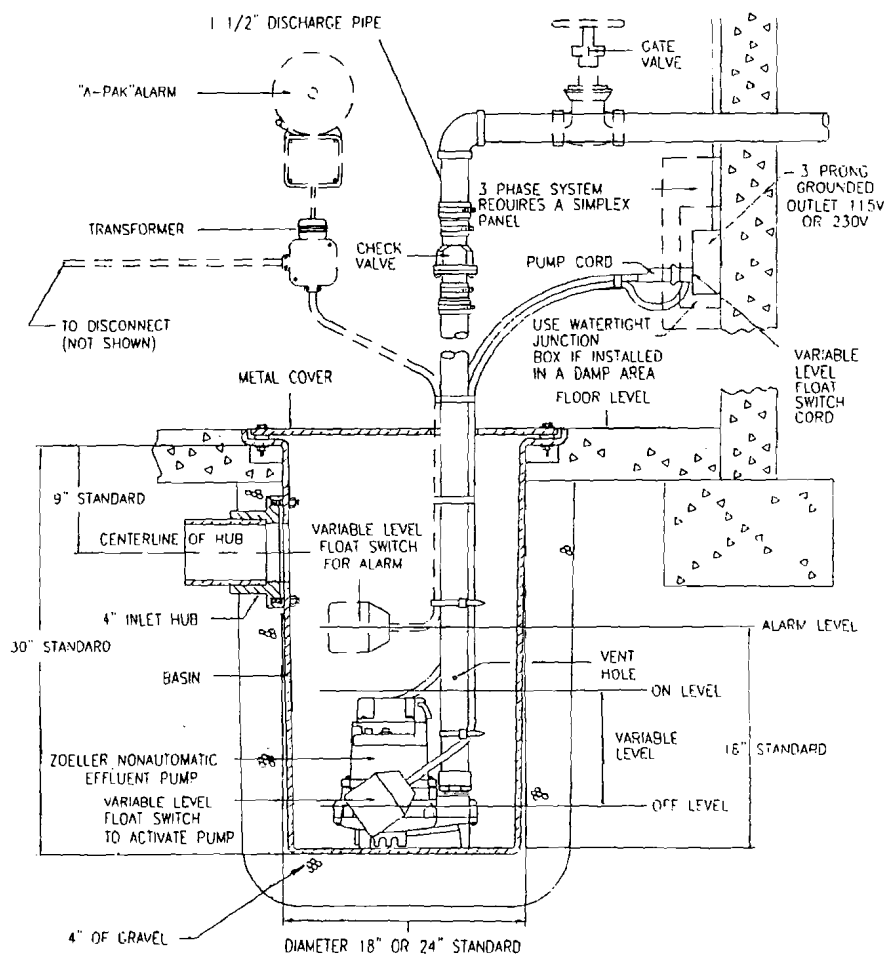 1 1/2" DISCHARGE PIPE
GATE
VALVE
"A-PAK" ALARM
3 PHASE SYSTEM
REQUIRES A SIMPLEX
PANEL
3 PRONG
GROUNDED
OUTLET 115V
OR 230V
TRANSFORMER
CHECK
VALVE
PUMP CORD
TO DISCONNECT
(NOT SHOWN)
USE WATERTIGHT
JUNCTION
BOX IF INSTALLED
IN A DAMP AREA
VARIABLE
LEVEL
FLOAT
SWITCH
CORD
METAL COVER
FLOOR LEVEL
9" STANDARD
CENTERLINE OF HUB
VARIABLE LEVEL
FLOAT SWITCH
FOR ALARM
4" INLET HUB
30" STANDARD
ALARM LEVEL
BASIN
VENT
HOLE
ON LEVEL
VARIABLE
LEVEL
18" STANDARD
ZOELLER NONAUTOMATIC
EFFLUENT PUMP
VARIABLE LEVEL
FLOAT SWITCH
TO ACTIVATE PUMP
OFF LEVEL
4" OF GRAVEL
DIAMETER 18" OR 24" STANDARD